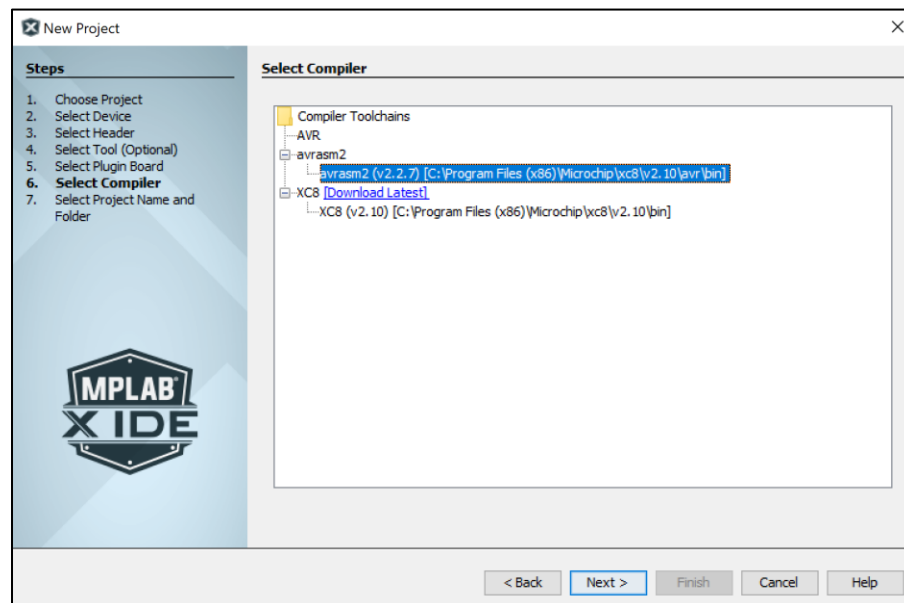 New Project
Steps
1. Choose Project
2. Select Device
3. Select Header
4. Select Tool (Optional)
5. Select Plugin Board
6. Select Compiler
7. Select Project Name and
Folder
MPLAB
X IDE
Select Compiler
Compiler Toolchains
AVR
avrasm2
avrasm2 (v2.2.7) [C:\Program Files (x86)\Microchip\xc8\v2.10\avr\bin]
XC8 [Download Latest]
XC8 (v2.10) [C:\Program Files (x86)\Microchip\xc8\v2.10\bin]
< Back Next > Finish Cancel Help